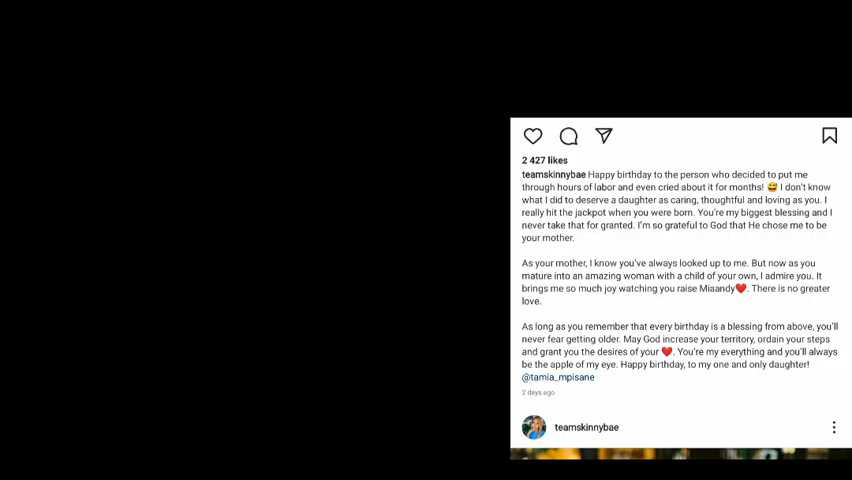 2 427 likes
teamskinnybae Happy birthday to the person who decided to put me
through hours of labor and even cried about it for months! 😅 I don't know
what I did to deserve a daughter as caring, thoughtful and loving as you. I
really hit the jackpot when you were born. You're my biggest blessing and I
never take that for granted. I'm so grateful to God that He chose me to be
your mother.
As your mother, I know you've always looked up to me. But now as you
mature into an amazing woman with a child of your own, I admire you. It
brings me so much joy watching you raise Miaandy❤️. There is no greater
love.
As long as you remember that every birthday is a blessing from above, you'll
never fear getting older. May God increase your territory, ordain your steps
and grant you the desires of your ❤️. You're my everything and you'll always
be the apple of my eye. Happy birthday, to my one and only daughter!
@tamia_mpisane
2 days ago
teamskinnybae